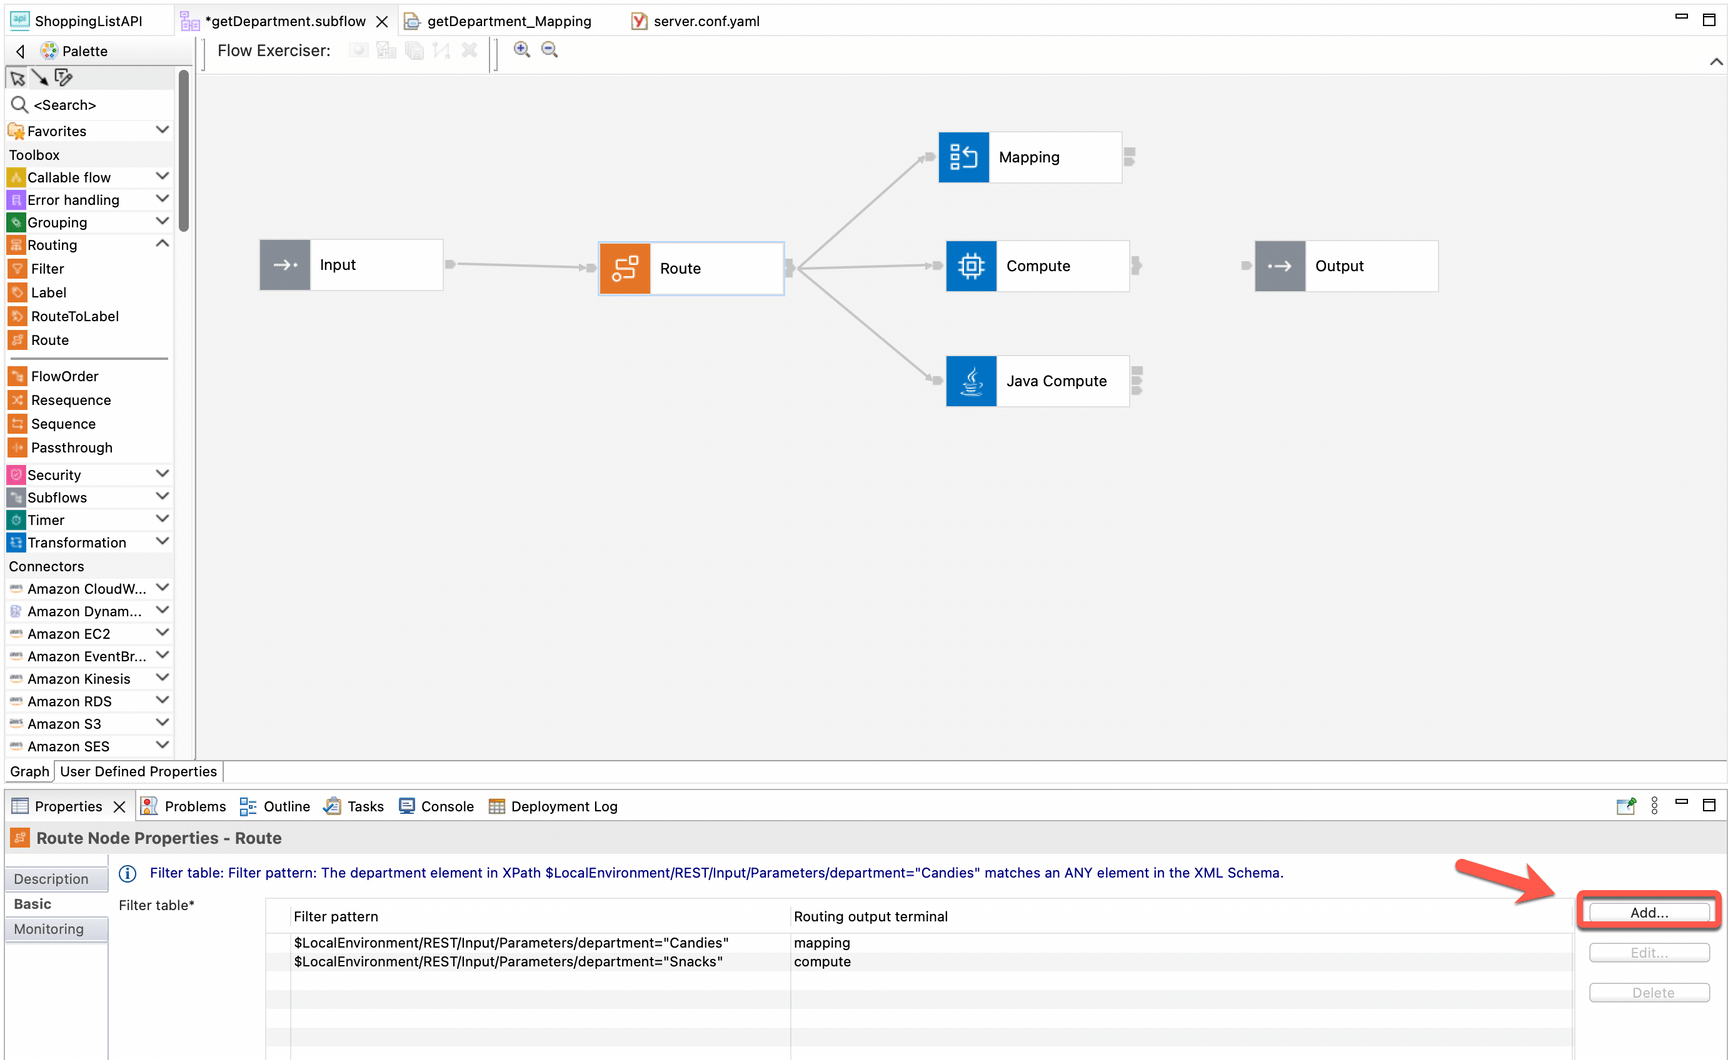 ShoppingListAPI
*getDepartment.subflow
getDepartment_Mapping
server.conf.yaml
Palette
Flow Exerciser:
<Search>
Favorites
Toolbox
Callable flow
Error handling
Grouping
Routing
Filter
Label
RouteToLabel
Route
FlowOrder
Resequence
Sequence
Passthrough
Security
Subflows
Timer
Transformation
Connectors
Amazon CloudW...
Amazon Dynam...
Amazon EC2
Amazon EventBr...
Amazon Kinesis
Amazon RDS
Amazon S3
Amazon SES
Input
Route
Mapping
Compute
Java Compute
Output
Graph
User Defined Properties
Properties
Problems
Outline
Tasks
Console
Deployment Log
Route Node Properties - Route
Description
Basic
Monitoring
Filter table: Filter pattern: The department element in XPath $LocalEnvironment/REST/Input/Parameters/department="Candies" matches an ANY element in the XML Schema.
Filter table*
Filter pattern
Routing output terminal
$LocalEnvironment/REST/Input/Parameters/department="Candies"
mapping
$LocalEnvironment/REST/Input/Parameters/department="Snacks"
compute
Add...
Edit...
Delete